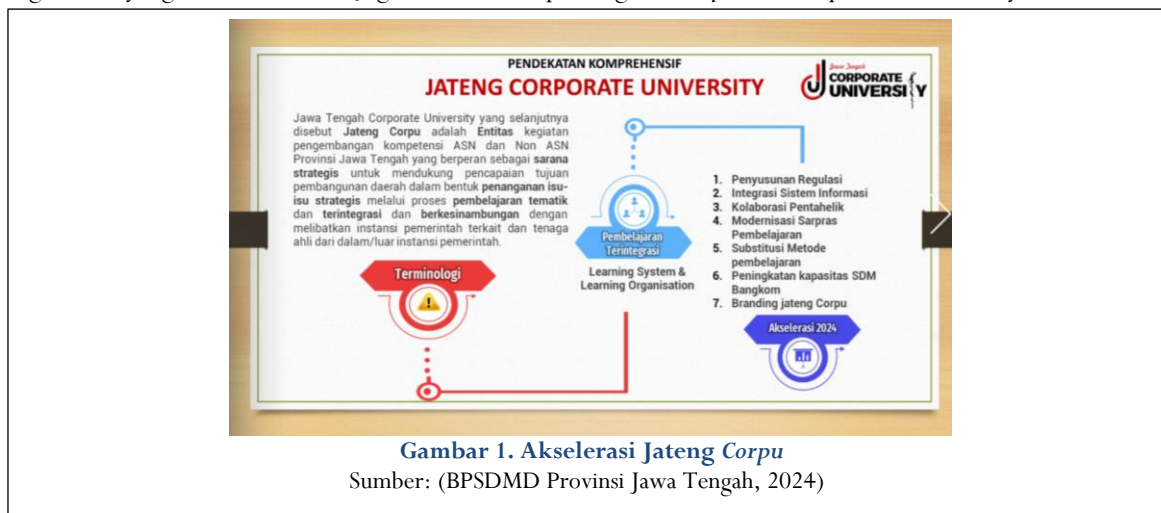 PENDEKATAN KOMPREHENSIF
JATENG CORPORATE UNIVERSITY
Jawa Tengah
CORPORATE
UNIVERSITY
Jawa Tengah Corporate University yang selanjutnya
disebut Jateng Corpu adalah Entitas kegiatan
pengembangan kompetensi ASN dan Non ASN
Provinsi Jawa Tengah yang berperan sebagai sarana
strategis untuk mendukung pencapaian tujuan
pembangunan daerah dalam bentuk penanganan isu-
isu strategis melalui proses pembelajaran tematik
dan terintegrasi dan berkesinambungan dengan
melibatkan instansi pemerintah terkait dan tenaga
ahli dari dalam/luar instansi pemerintah.
Terminologi
Pembelajaran
Terintegrasi
Learning System &
Learning Organisation
1. Penyusunan Regulasi
2. Integrasi Sistem Informasi
3. Kolaborasi Pentahelik
4. Modernisasi Sarpras
Pembelajaran
5. Substitusi Metode
pembelajaran
6. Peningkatan kapasitas SDM
Bangkom
7. Branding jateng Corpu
Akselerasi 2024
Gambar 1. Akselerasi Jateng Corpu
Sumber: (BPSDMD Provinsi Jawa Tengah, 2024)